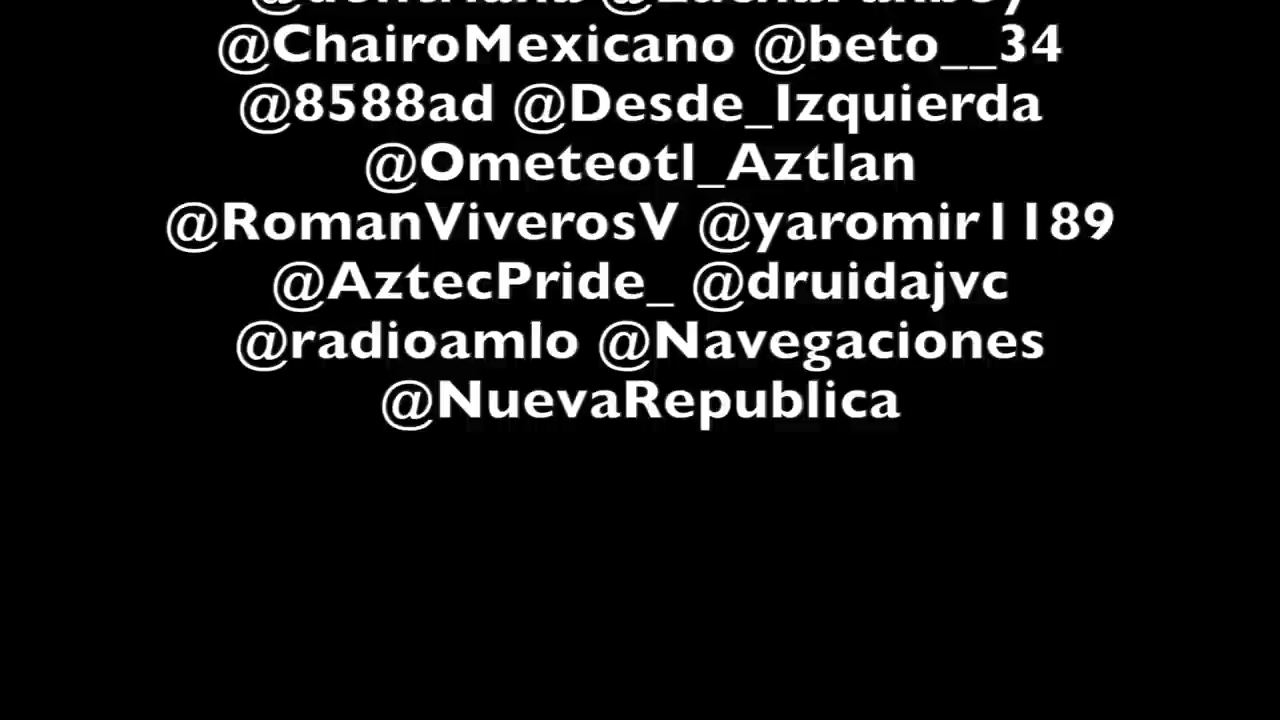 @ChairoMexicano @beto__34
@8588ad @Desde_Izquierda
@Ometeotl_Aztlan
@RomanViverosV @yaromir1189
@AztecPride_ @druidajvc
@radioamlo @Navegaciones
@NuevaRepublica